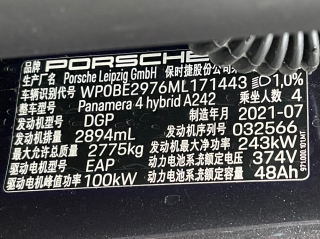 品牌 PORSCHE
生产厂名 Porsche Leipzig GmbH 保时捷股份公司莱
车辆识别代号 WP0BE2976ML171443 1,0%
整车型号 Panamera 4 hybrid A242 乘坐人数 4
发动机型号 DGP 制造年月 2021-07
发动机排量 2894mL 发动机序列号 032566
最大允许总质量 2775kg 发动机最大净功率 243kW
驱动电机型号 EAP 动力电池系统额定电压 374V
驱动电机峰值功率 100kW 动力电池系统额定容量 48Ah